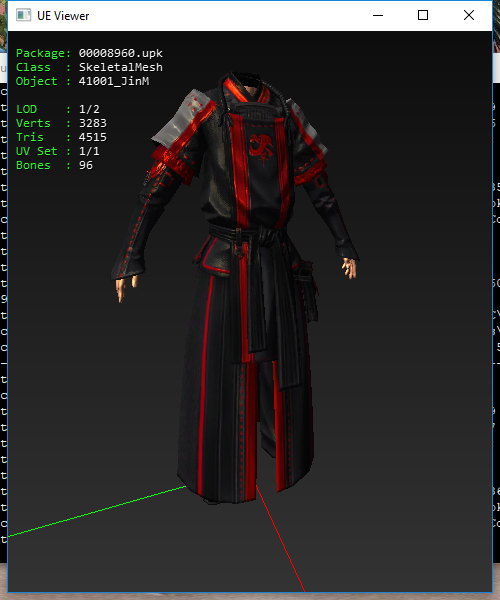 UE Viewer
Package: 00008960.upk
Class : SkeletalMesh
Object : 41001_JinM
LOD : 1/2
Verts : 3283
Tris : 4515
UV Set : 1/1
Bones : 96